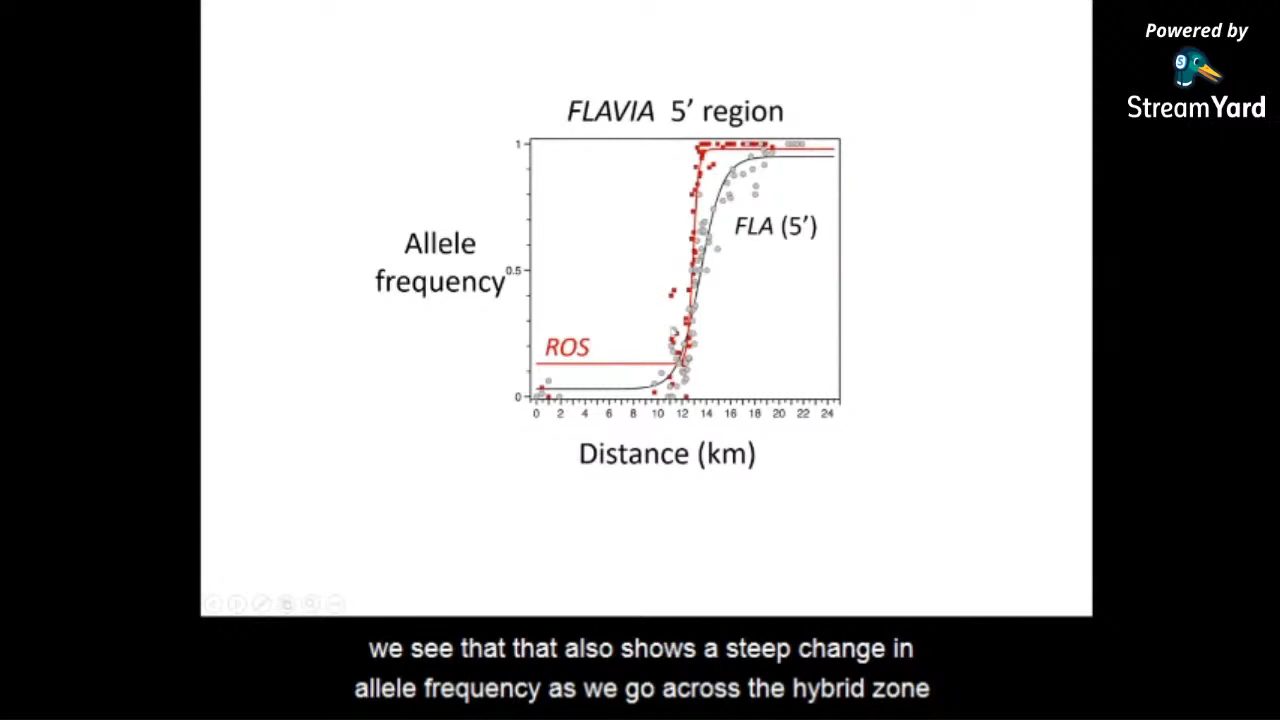 Powered by
StreamYard
FLAVIA 5’ region
1
FLA (5’)
Allele
frequency
0.5
ROS
0
0 2 4 6 8 10 12 14 16 18 20 22 24
Distance (km)
we see that that also shows a steep change in
allele frequency as we go across the hybrid zone